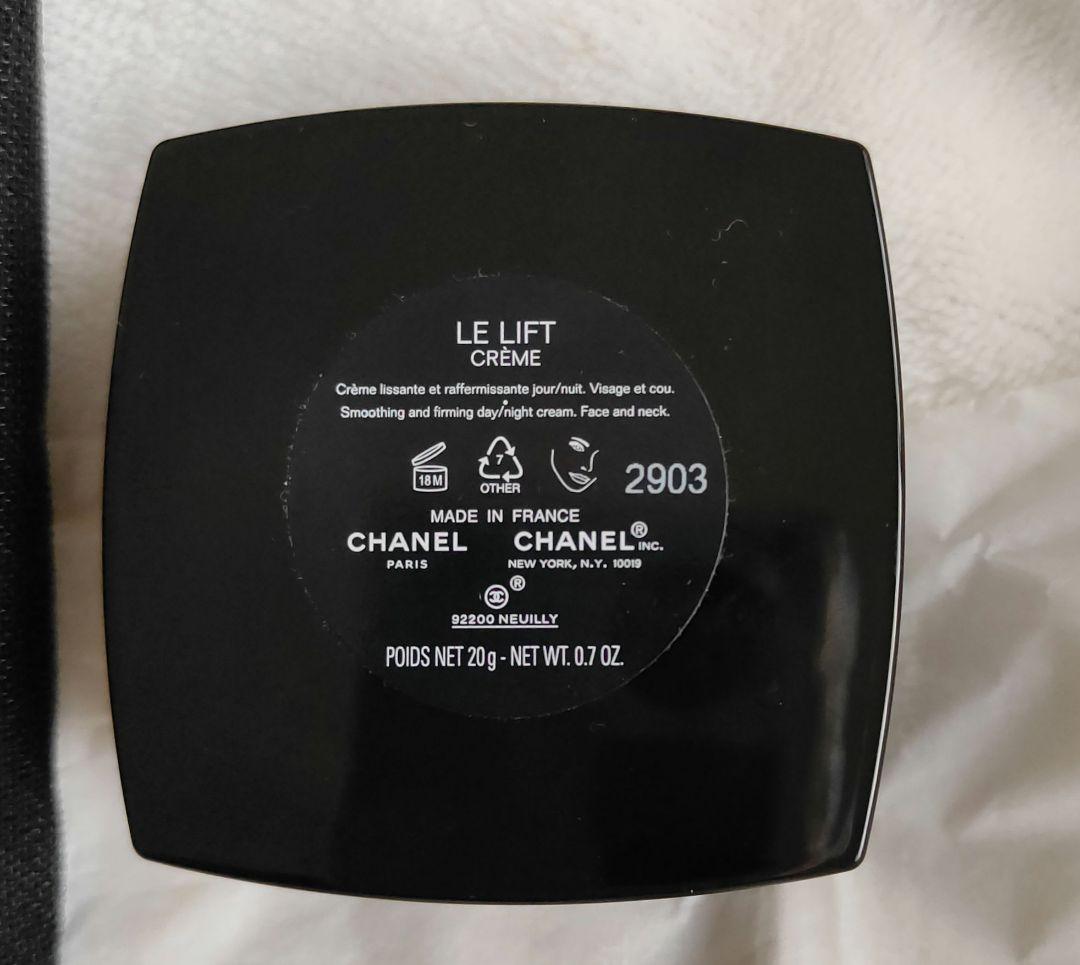 LE LIFT
CRÈME
Crème lissante et raffermissante jour/nuit. Visage et cou.
Smoothing and firming day/night cream. Face and neck.
18 M 7 2903
OTHER
MADE IN FRANCE
CHANEL CHANEL® INC.
PARIS NEW YORK, N.Y. 10019
®
92200 NEUILLY
POIDS NET 20 g - NET WT. 0.7 OZ.